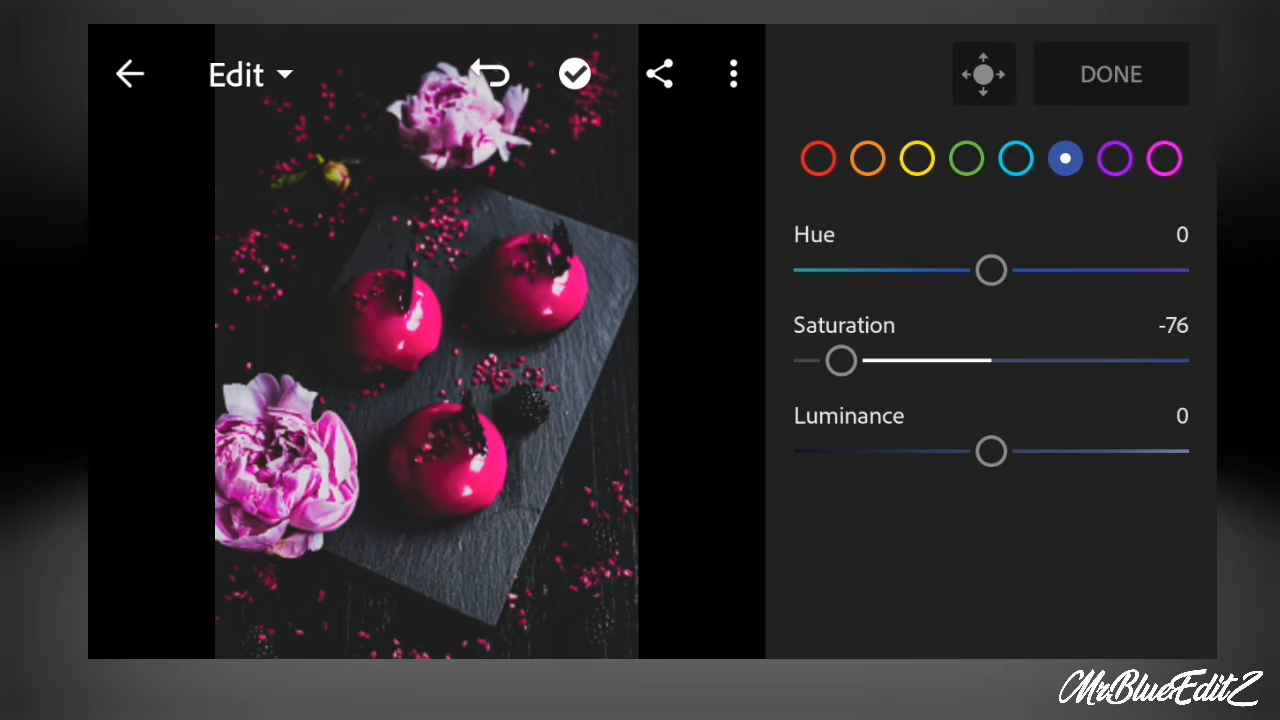 Edit
DONE
Hue 0
Saturation -76
Luminance 0
MrBlueEditZ